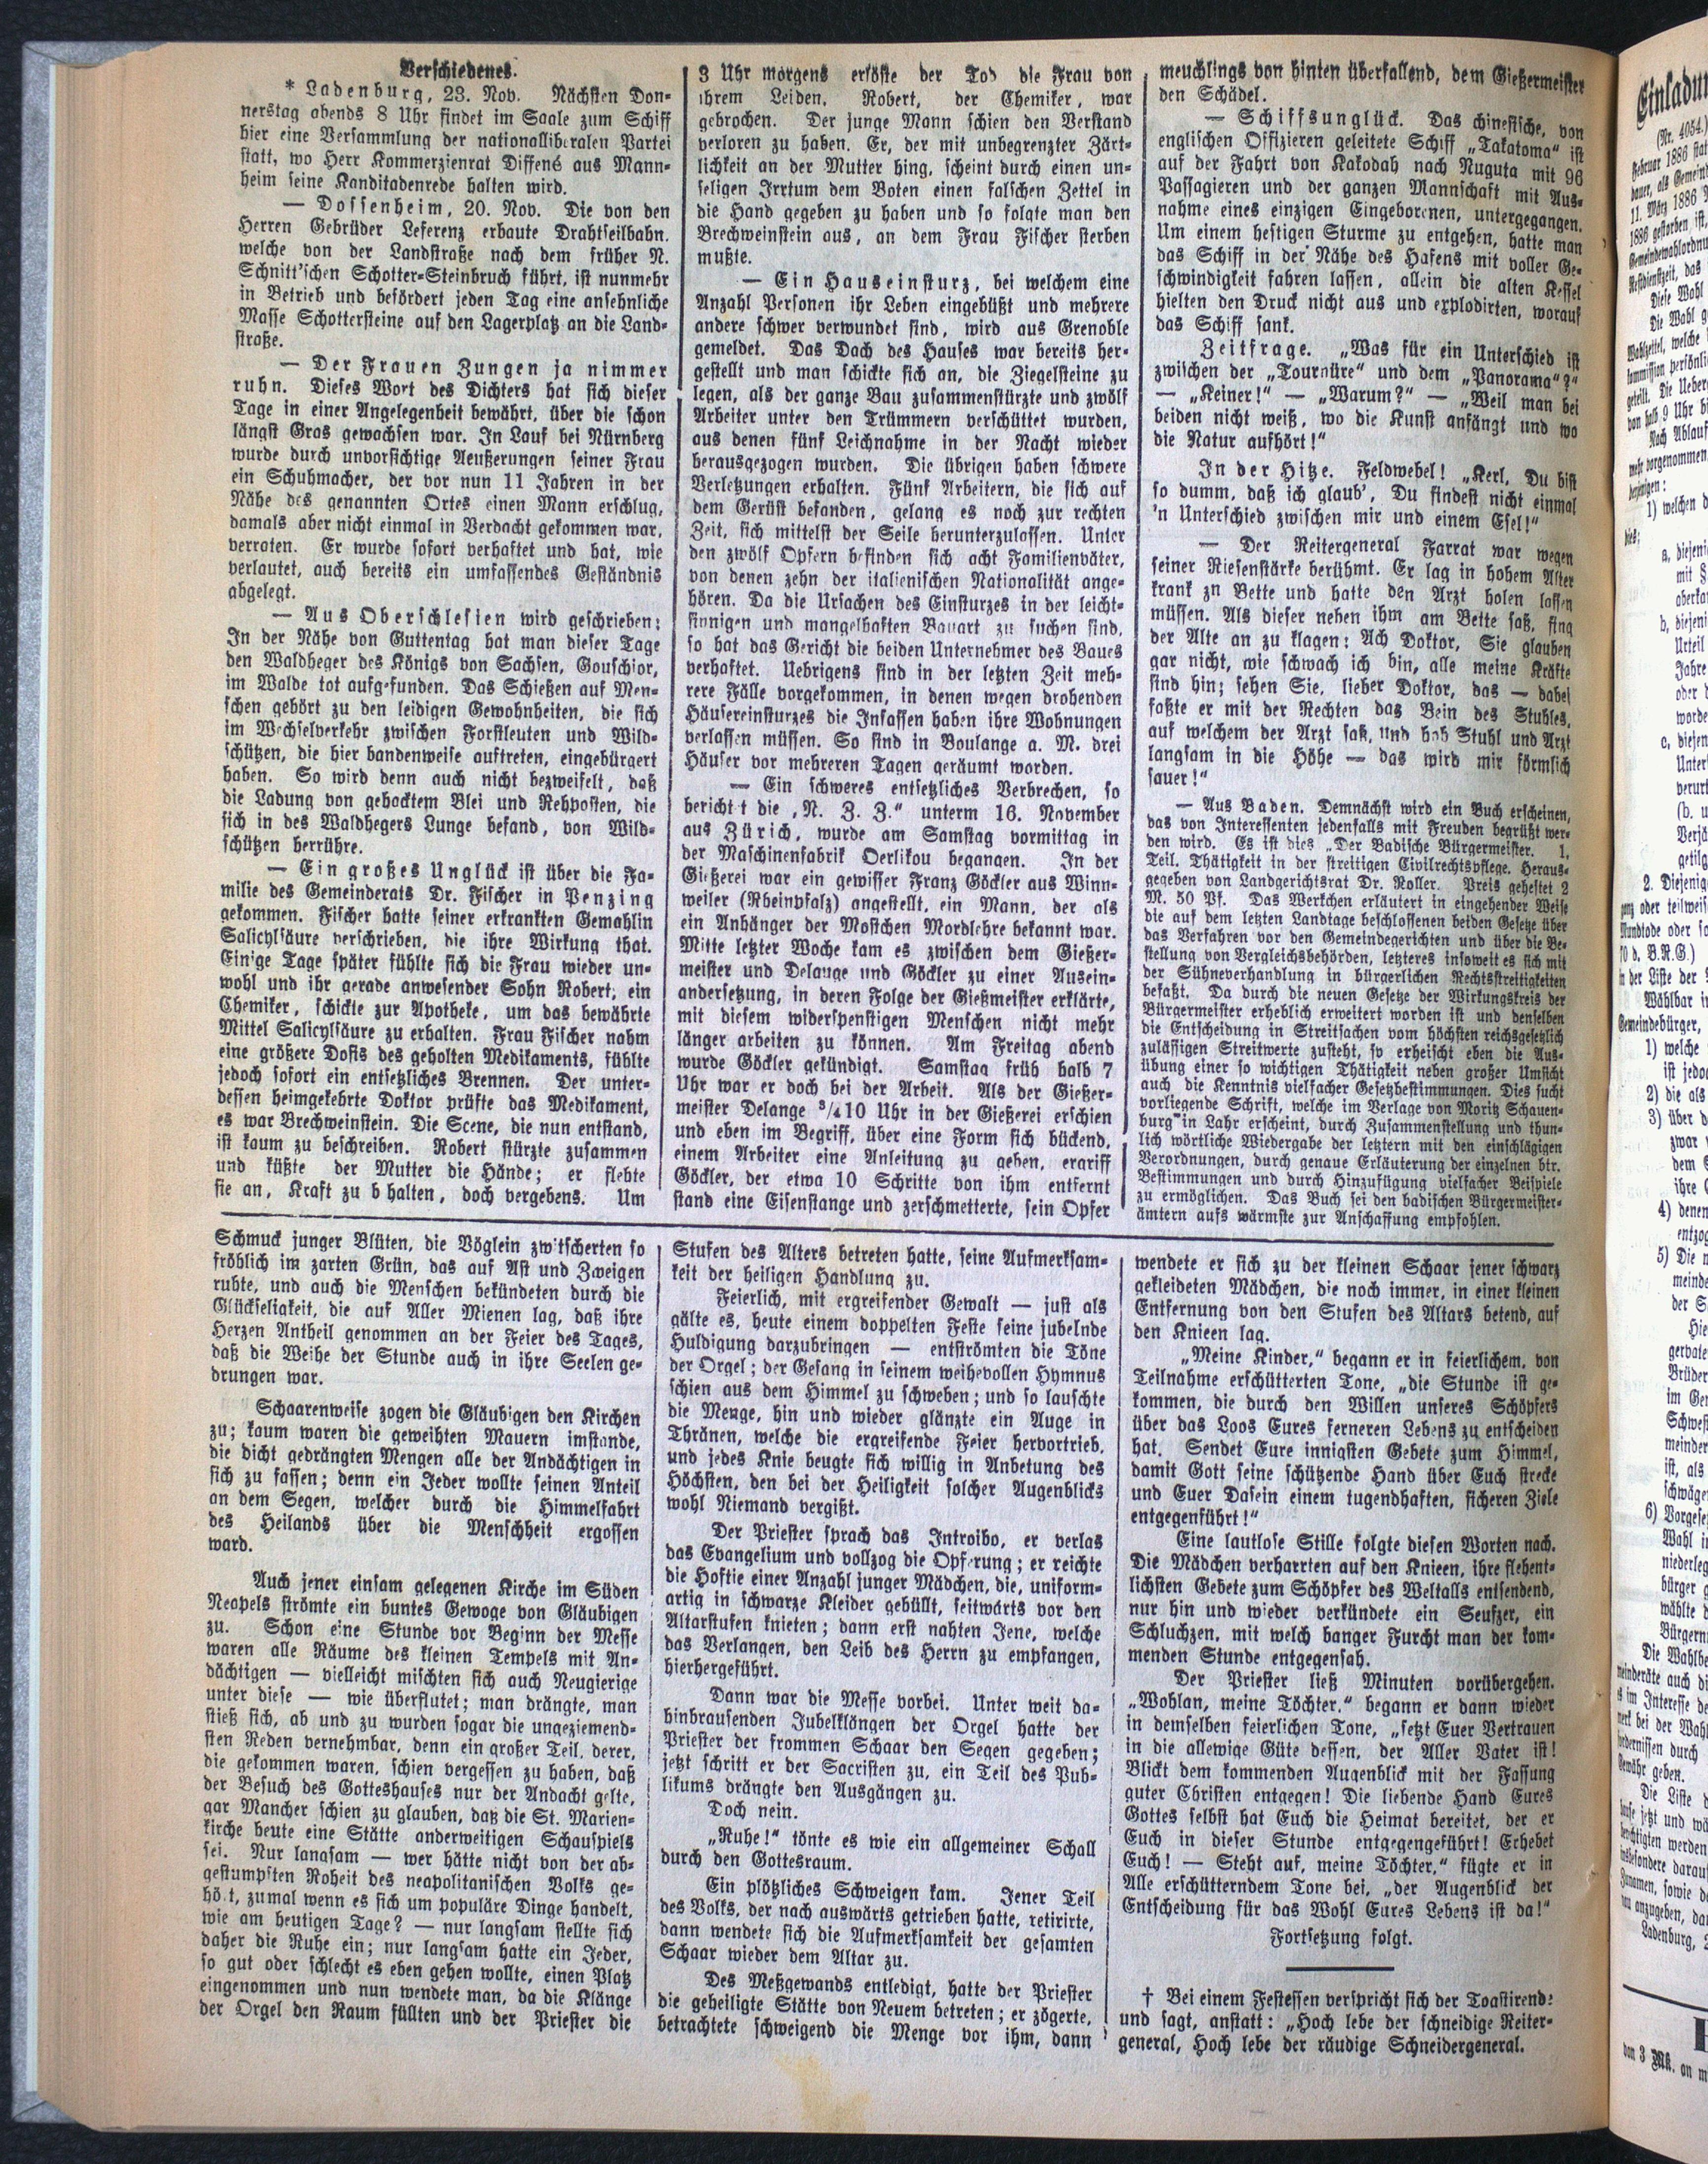 Verschiedenes.
* Ladenburg, 23. Nov. Nächsten Don-
nerstag abends 8 Uhr findet im Saale zum Schiff
hier eine Versammlung der nationalliberalen Partei
statt, wo Herr Kommerzienrat Diffené aus Mann-
heim seine Kanditadenrede halten wird.
— Dossenheim, 20. Nov. Die von den
Herren Gebrüder Leferenz erbaute Drahtseilbahn,
welche von der Landstraße nach dem früher N.
Schnitt'schen Schotter-Steinbruch führt, ist nunmehr
in Betrieb und befördert jeden Tag eine ansehnliche
Masse Schottersteine auf den Lagerplatz an die Land-
straße.
— Der Frauen Zungen ja nimmer
ruhn. Dieses Wort des Dichters hat sich dieser
Tage in einer Angelegenheit bewährt, über die schon
längst Gras gewachsen war. In Lauf bei Nürnberg
wurde durch unvorsichtige Aeußerungen seiner Frau
ein Schuhmacher, der vor nun 11 Jahren in der
Nähe des genannten Ortes einen Mann erschlug,
damals aber nicht einmal in Verdacht gekommen war,
verraten. Er wurde sofort verhaftet und hat, wie
verlautet, auch bereits ein umfassendes Geständnis
abgelegt.
— Aus Oberschlesien wird geschrieben:
In der Nähe von Guttentag hat man dieser Tage
den Waldheger des Königs von Sachsen, Gouschior,
im Walde tot aufgefunden. Das Schießen auf Men-
schen gehört zu den leidigen Gewohnheiten, die sich
im Wechselverkehr zwischen Forstleuten und Wild-
schützen, die hier bandenweise auftreten, eingebürgert
haben. So wird denn auch nicht bezweifelt, daß
die Ladung von gehacktem Blei und Rehposten, die
sich in des Waldhegers Lunge befand, von Wild-
schützen herrühre.
— Ein großes Unglück ist über die Fa-
milie des Gemeinderats Dr. Fischer in Penzing
gekommen. Fischer hatte seiner erkrankten Gemahlin
Salicylsäure verschrieben, die ihre Wirkung that.
Einige Tage später fühlte sich die Frau wieder un-
wohl und ihr gerade anwesender Sohn Robert, ein
Chemiker, schickte zur Apotheke, um das bewährte
Mittel Salicylsäure zu erhalten. Frau Fischer nahm
eine größere Dosis des geholten Medikaments, fühlte
jedoch sofort ein entsetzliches Brennen. Der unter-
dessen heimgekehrte Doktor prüfte das Medikament,
es war Brechweinstein. Die Scene, die nun entstand,
ist kaum zu beschreiben. Robert stürzte zusammen
und küßte der Mutter die Hände; er flehte
sie an, Kraft zu b halten, doch vergebens. Um
3 Uhr morgens erlöste der Tod die Frau von
ihrem Leiden. Robert, der Chemiker, war
gebrochen. Der junge Mann schien den Verstand
verloren zu haben. Er, der mit unbegrenzter Zärt-
lichkeit an der Mutter hing, scheint durch einen un-
seligen Irrtum dem Boten einen falschen Zettel in
die Hand gegeben zu haben und so folgte man den
Brechweinstein aus, an dem Frau Fischer sterben
mußte.
— Ein Hauseinsturz, bei welchem eine
Anzahl Personen ihr Leben eingebüßt und mehrere
andere schwer verwundet sind, wird aus Grenoble
gemeldet. Das Dach des Hauses war bereits her-
gestellt und man schickte sich an, die Ziegelsteine zu
legen, als der ganze Bau zusammenstürzte und zwölf
Arbeiter unter den Trümmern verschüttet wurden,
aus denen fünf Leichname in der Nacht wieder
herausgezogen wurden. Die übrigen haben schwere
Verletzungen erhalten. Fünf Arbeitern, die sich auf
dem Gerüst befanden, gelang es noch zur rechten
Zeit, sich mittelst der Seile herunterzulassen. Unter
den zwölf Opfern befinden sich acht Familienväter,
von denen zehn der italienischen Nationalität ange-
hören. Da die Ursachen des Einsturzes in der leicht-
sinnigen und mangelhaften Bauart zu suchen sind,
so hat das Gericht die beiden Unternehmer des Baues
verhaftet. Uebrigens sind in der letzten Zeit meh-
rere Fälle vorgekommen, in denen wegen drohenden
Häusereinsturzes die Insassen haben ihre Wohnungen
verlassen müssen. So sind in Boulange a. M. drei
Häuser vor mehreren Tagen geräumt worden.
— Ein schweres entsetzliches Verbrechen, so
bericht t die „N. Z. Z." unterm 16. November
aus Zürich, wurde am Samstag vormittag in
der Maschinenfabrik Oerlikou begangen. In der
Gießerei war ein gewisser Franz Göckler aus Winn-
weiler (Rheinpfalz) angestellt, ein Mann, der als
ein Anhänger der Mostschen Mordlehre bekannt war.
Mitte letzter Woche kam es zwischen dem Gießer-
meister und Delange und Göckler zu einer Ausein-
andersetzung, in deren Folge der Gießmeister erklärte,
mit diesem widerspenstigen Menschen nicht mehr
länger arbeiten zu können. Am Freitag abend
wurde Göckler gekündigt. Samstag früh halb 7
Uhr war er doch bei der Arbeit. Als der Gießer-
meister Delange ¾10 Uhr in der Gießerei erschien
und eben im Begriff, über eine Form sich bückend,
einem Arbeiter eine Anleitung zu geben, ergriff
Göckler, der etwa 10 Schritte von ihm entfernt
stand eine Eisenstange und zerschmetterte, sein Opfer
meuchlings von hinten überfallend, dem Gießermeister
den Schädel.
— Schiffsunglück. Das chinesische, von
englischen Offizieren geleitete Schiff „Takatoma" ist
auf der Fahrt von Kakodah nach Nuguta mit 96
Passagieren und der ganzen Mannschaft mit Aus-
nahme eines einzigen Eingeborenen, untergegangen.
Um einem heftigen Sturme zu entgehen, hatte man
das Schiff in der Nähe des Hafens mit voller Ge-
schwindigkeit fahren lassen, allein die alten Kessel
hielten den Druck nicht aus und explodirten, worauf
das Schiff sank.
Zeitfrage. „Was für ein Unterschied ist
zwischen der „Tournüre" und dem „Panorama"?"
— „Keiner!" — „Warum?" — „Weil man bei
beiden nicht weiß, wo die Kunst anfängt und wo
die Natur aufhört!"
In der Hitze. Feldwebel! „Kerl, Du bist
so dumm, daß ich glaub', Du findest nicht einmal
'n Unterschied zwischen mir und einem Esel!"
— Der Reitergeneral Farrat war wegen
seiner Riesenstärke berühmt. Er lag in hohem Alter
krank zn Bette und hatte den Arzt holen lassen
müssen. Als dieser neben ihm am Bette saß, fing
der Alte an zu klagen: Ach Doktor, Sie glauben
gar nicht, wie schwach ich bin, alle meine Kräfte
sind hin; sehen Sie, lieber Doktor, das — dabei
faßte er mit der Rechten das Bein des Stuhles,
auf welchem der Arzt saß, und hob Stuhl und Arzt
langsam in die Höhe — das wird mir förmlich
sauer!"
— Aus Baden. Demnächst wird ein Buch erscheinen,
das von Interessenten jedenfalls mit Freuden begrüßt wer-
den wird. Es ist dies „Der Badische Bürgermeister. 1.
Teil. Thätigkeit in der streitigen Civilrechtspflege. Heraus-
gegeben von Landgerichtsrat Dr. Roller. Preis geheftet 2
M. 50 Pf. Das Werkchen erläutert in eingehender Weise
die auf dem letzten Landtage beschlossenen beiden Gesetze über
das Verfahren vor den Gemeindegerichten und über die Be-
stellung von Vergleichsbehörden, letzteres insoweit es sich mit
der Sühneverhandlung in bürgerlichen Rechtsstreitigkeiten
befaßt. Da durch die neuen Gesetze der Wirkungskreis der
Bürgermeister erheblich erweitert worden ist und denselben
die Entscheidung in Streitsachen vom höchsten reichsgesetzlich
zulässigen Streitwerte zusteht, so erheischt eben die Aus-
übung einer so wichtigen Thätigkeit neben großer Umsicht
auch die Kenntnis vielfacher Gesetzbestimmungen. Dies sucht
vorliegende Schrift, welche im Verlage von Moritz Schauen-
burg in Lahr erscheint, durch Zusammenstellung und thun-
lich wörtliche Wiedergabe der letztern mit den einschlägigen
Verordnungen, durch genaue Erläuterung der einzelnen btr.
Bestimmungen und durch Hinzufügung vielfacher Beispiele
zu ermöglichen. Das Buch sei den badischen Bürgermeister-
ämtern aufs wärmste zur Anschaffung empfohlen.
Schmuck junger Blüten, die Vöglein zwitscherten so
fröhlich im zarten Grün, das auf Ast und Zweigen
ruhte, und auch die Menschen bekündeten durch die
Glückseligkeit, die auf Aller Mienen lag, daß ihre
Herzen Antheil genommen an der Feier des Tages,
daß die Weihe der Stunde auch in ihre Seelen ge-
drungen war.
Schaarenweise zogen die Gläubigen den Kirchen
zu; kaum waren die geweihten Mauern imstande,
die dicht gedrängten Mengen alle der Andächtigen in
sich zu fassen; denn ein Jeder wollte seinen Anteil
an dem Segen, welcher durch die Himmelfahrt
des Heilands über die Menschheit ergossen
ward.
Auch jener einsam gelegenen Kirche im Süden
Neapels strömte ein buntes Gewoge von Gläubigen
zu. Schon eine Stunde vor Beginn der Messe
waren alle Räume des kleinen Tempels mit An-
dächtigen — vielleicht mischten sich auch Neugierige
unter diese — wie überflutet; man drängte, man
stieß sich, ab und zu wurden sogar die ungeziemend-
sten Reden vernehmbar, denn ein großer Teil, derer,
die gekommen waren, schien vergessen zu haben, daß
der Besuch des Gotteshauses nur der Andacht gelte,
gar Mancher schien zu glauben, daß die St. Marien-
kirche heute eine Stätte anderweitigen Schauspiels
sei. Nur langsam — wer hätte nicht von der ab-
gestumpften Roheit des neapolitanischen Volks ge-
hört, zumal wenn es sich um populäre Dinge handelt,
wie am heutigen Tage? — nur langsam stellte sich
daher die Ruhe ein; nur langsam hatte ein Jeder,
so gut oder schlecht es eben gehen wollte, einen Platz
eingenommen und nun wendete man, da die Klänge
der Orgel den Raum füllten und der Priester die
Stufen des Alters betreten hatte, seine Aufmerksam-
keit der heiligen Handlung zu.
Feierlich, mit ergreifender Gewalt — just als
gälte es, heute einem doppelten Feste seine jubelnde
Huldigung darzubringen — entströmten die Töne
der Orgel; der Gesang in seinem weihevollen Hymnus
schien aus dem Himmel zu schweben; und so lauschte
die Menge, hin und wieder glänzte ein Auge in
Thränen, welche die ergreifende Feier hervortrieb,
und jedes Knie beugte sich willig in Anbetung des
Höchsten, den bei der Heiligkeit solcher Augenblicks
wohl Niemand vergißt.
Der Priester sprach das Introibo, er verlas
das Evangelium und vollzog die Opferung; er reichte
die Hostie einer Anzahl junger Mädchen, die, uniform-
artig in schwarze Kleider gehüllt, seitwärts vor den
Altarstufen knieten; dann erst nahten Jene, welche
das Verlangen, den Leib des Herrn zu empfangen,
hierhergeführt.
Dann war die Messe vorbei. Unter weit da-
hinbrausenden Jubelklängen der Orgel hatte der
Priester der frommen Schaar den Segen gegeben;
jetzt schritt er der Sacristen zu, ein Teil des Pub-
likums drängte den Ausgängen zu.
Doch nein.
„Ruhe!" tönte es wie ein allgemeiner Schall
durch den Gottesraum.
Ein plötzliches Schweigen kam. Jener Teil
des Volks, der nach auswärts getrieben hatte, retirirte,
dann wendete sich die Aufmerksamkeit der gesamten
Schaar wieder dem Altar zu.
Des Meßgewands entledigt, hatte der Priester
die geheiligte Stätte von Neuem betreten; er zögerte,
betrachtete schweigend die Menge vor ihm, dann
wendete er sich zu der kleinen Schaar jener schwarz
gekleideten Mädchen, die noch immer, in einer kleinen
Entfernung von den Stufen des Altars betend, auf
den Knieen lag.
„Meine Kinder," begann er in feierlichem, von
Teilnahme erschütterten Tone, „die Stunde ist ge-
kommen, die durch den Willen unseres Schöpfers
über das Loos Eures ferneren Lebens zu entscheiden
hat. Sendet Eure innigsten Gebete zum Himmel,
damit Gott seine schützende Hand über Euch strecke
und Euer Dasein einem tugendhaften, sicheren Ziele
entgegenführt!"
Eine lautlose Stille folgte diesen Worten nach.
Die Mädchen verharrten auf den Knieen, ihre flehent-
lichsten Gebete zum Schöpfer des Weltalls entsendend,
nur hin und wieder verkündete ein Seufzer, ein
Schluchzen, mit welch banger Furcht man der kom-
menden Stunde entgegensah.
Der Priester ließ Minuten vorübergehen.
„Wohlan, meine Töchter," begann er dann wieder
in demselben feierlichen Tone, „setzt Euer Vertrauen
in die allewige Güte dessen, der Aller Vater ist!
Blickt dem kommenden Augenblick mit der Fassung
guter Christen entgegen! Die liebende Hand Eures
Gottes selbst hat Euch die Heimat bereitet, der er
Euch in dieser Stunde entgegengeführt! Erhebet
Euch! — Steht auf, meine Töchter," fügte er in
Alle erschütterndem Tone bei, „der Augenblick der
Entscheidung für das Wohl Eures Lebens ist da!"
Fortsetzung folgt.
† Bei einem Festessen verspricht sich der Toastirende
und sagt, anstatt: „Hoch lebe der schneidige Reiter-
general, Hoch lebe der räudige Schneidergeneral.